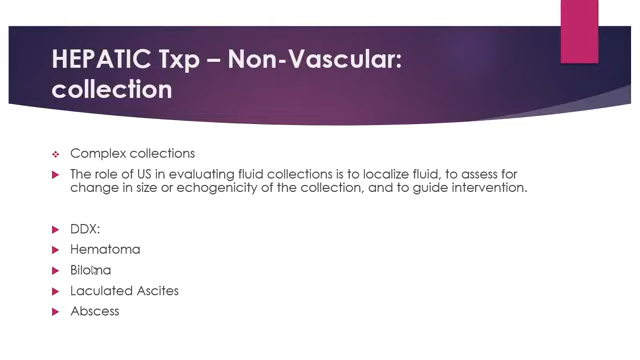 HEPATIC Txp – Non-Vascular:
collection
Complex collections
The role of US in evaluating fluid collections is to localize fluid, to assess for
change in size or echogenicity of the collection, and to guide intervention.
DDX:
Hematoma
Biloma
Laculated Ascites
Abscess